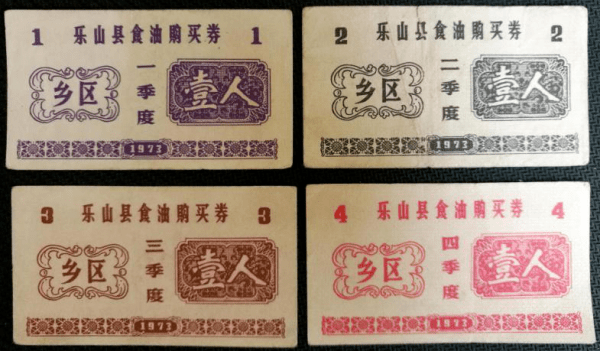 1 乐山县食油购买券 1
乡区 一季度 壹人
1973
2 乐山县食油购买券 2
乡区 二季度 壹人
1973
3 乐山县食油购买券 3
乡区 三季度 壹人
1973
4 乐山县食油购买券 4
乡区 四季度 壹人
1973